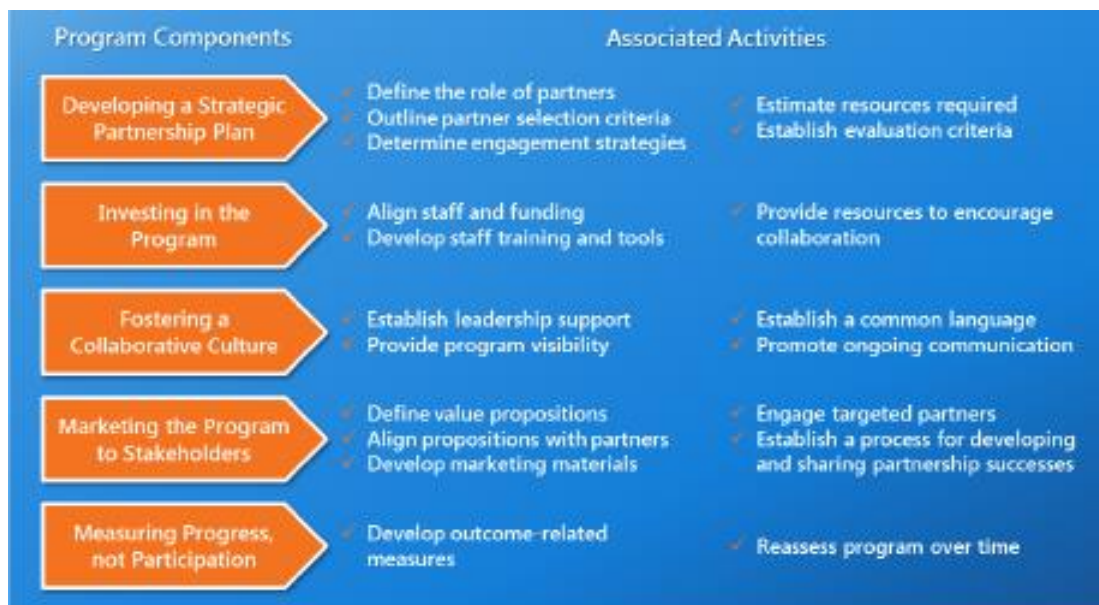 Program Components
Associated Activities
Developing a Strategic
Partnership Plan
Define the role of partners
Outline partner selection criteria
Determine engagement strategies
Estimate resources required
Establish evaluation criteria
Investing in the
Program
Align staff and funding
Develop staff training and tools
Provide resources to encourage
collaboration
Fostering a
Collaborative Culture
Establish leadership support
Provide program visibility
Establish a common language
Promote ongoing communication
Marketing the Program
to Stakeholders
Define value propositions
Align propositions with partners
Develop marketing materials
Engage targeted partners
Establish a process for developing
and sharing partnership successes
Measuring Progress,
not Participation
Develop outcome-related
measures
Reassess program over time